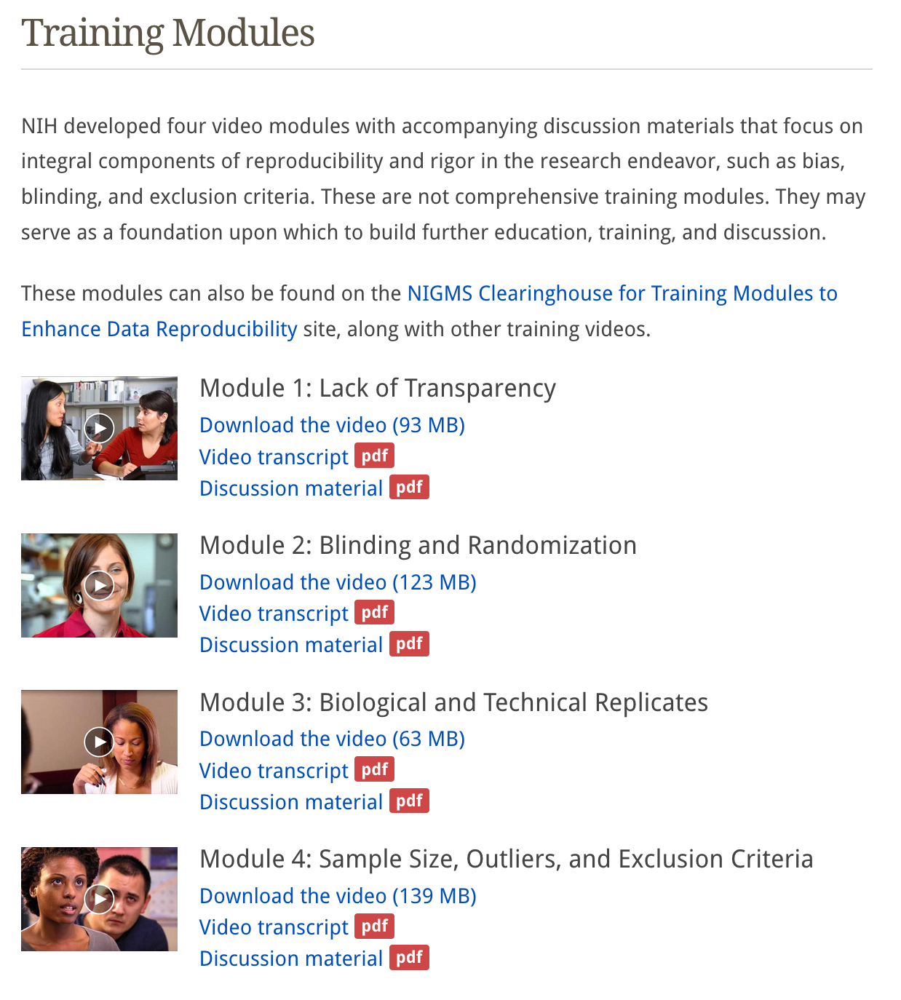 Training Modules
NIH developed four video modules with accompanying discussion materials that focus on
integral components of reproducibility and rigor in the research endeavor, such as bias,
blinding, and exclusion criteria. These are not comprehensive training modules. They may
serve as a foundation upon which to build further education, training, and discussion.
These modules can also be found on the NIGMS Clearinghouse for Training Modules to
Enhance Data Reproducibility site, along with other training videos.
Module 1: Lack of Transparency
Download the video (93 MB)
Video transcript pdf
Discussion material pdf
Module 2: Blinding and Randomization
Download the video (123 MB)
Video transcript pdf
Discussion material pdf
Module 3: Biological and Technical Replicates
Download the video (63 MB)
Video transcript pdf
Discussion material pdf
Module 4: Sample Size, Outliers, and Exclusion Criteria
Download the video (139 MB)
Video transcript pdf
Discussion material pdf